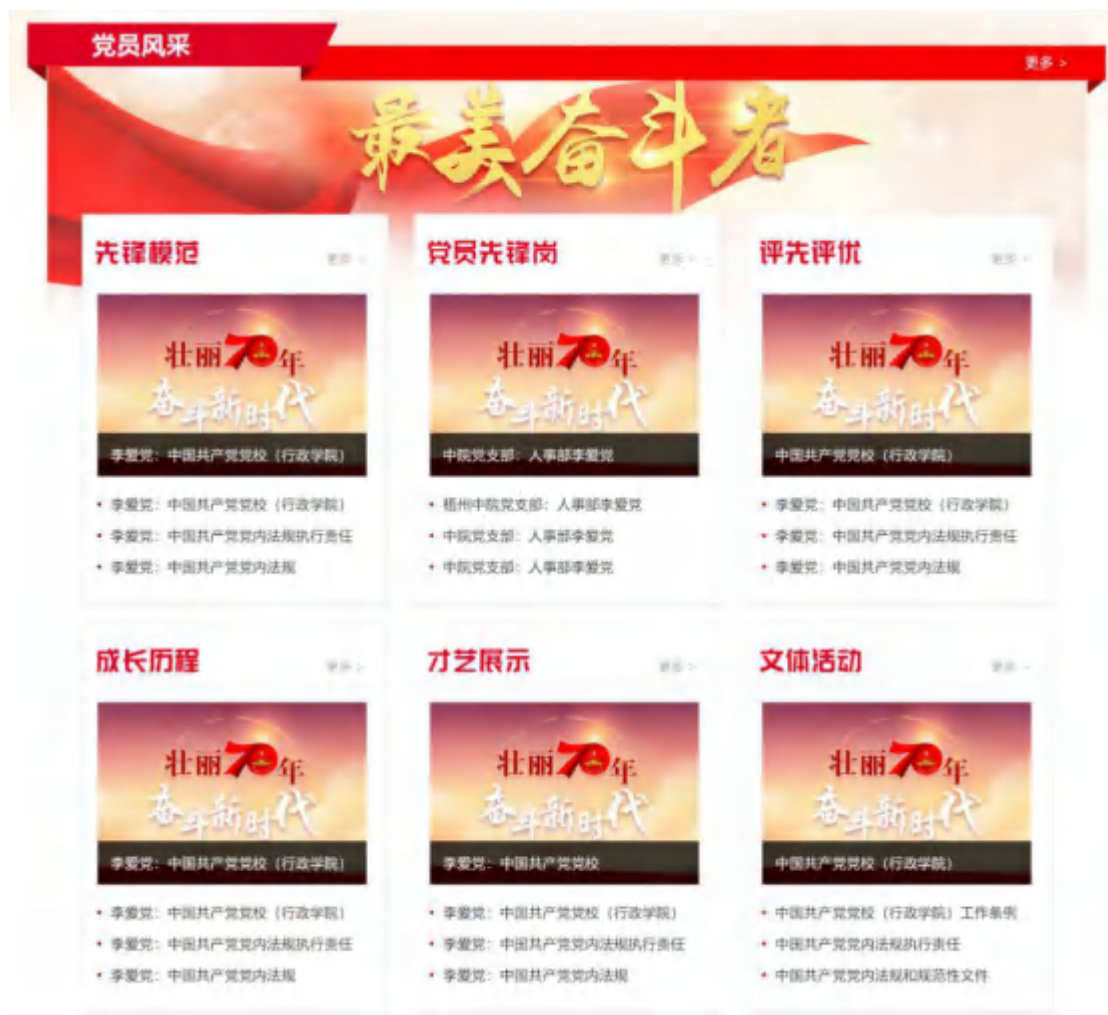 党员风采
更多 >
最美奋斗者
先锋模范
更多 >
壮丽70年
奋斗新时代
李爱党：中国共产党党校（行政学院）
• 李爱党：中国共产党党校（行政学院）
• 李爱党：中国共产党党内法规执行责任
• 李爱党：中国共产党党内法规
党员先锋岗
更多 >
壮丽70年
奋斗新时代
中院党支部：人事部李爱党
• 梧州中院党支部：人事部李爱党
• 中院党支部：人事部李爱党
• 中院党支部：人事部李爱党
评先评优
更多 >
壮丽70年
奋斗新时代
中国共产党党校（行政学院）
• 李爱党：中国共产党党校（行政学院）
• 李爱党：中国共产党党内法规执行责任
• 李爱党：中国共产党党内法规
成长历程
更多 >
壮丽70年
奋斗新时代
李爱党：中国共产党党校（行政学院）
• 李爱党：中国共产党党校（行政学院）
• 李爱党：中国共产党党内法规执行责任
• 李爱党：中国共产党党内法规
才艺展示
更多 >
壮丽70年
奋斗新时代
李爱党：中国共产党党校
• 李爱党：中国共产党党校（行政学院）
• 李爱党：中国共产党党内法规执行责任
• 李爱党：中国共产党党内法规
文体活动
更多 >
壮丽70年
奋斗新时代
中国共产党党校（行政学院）
• 中国共产党党校（行政学院）工作条例
• 中国共产党党内法规执行责任
• 中国共产党党内法规和规范性文件